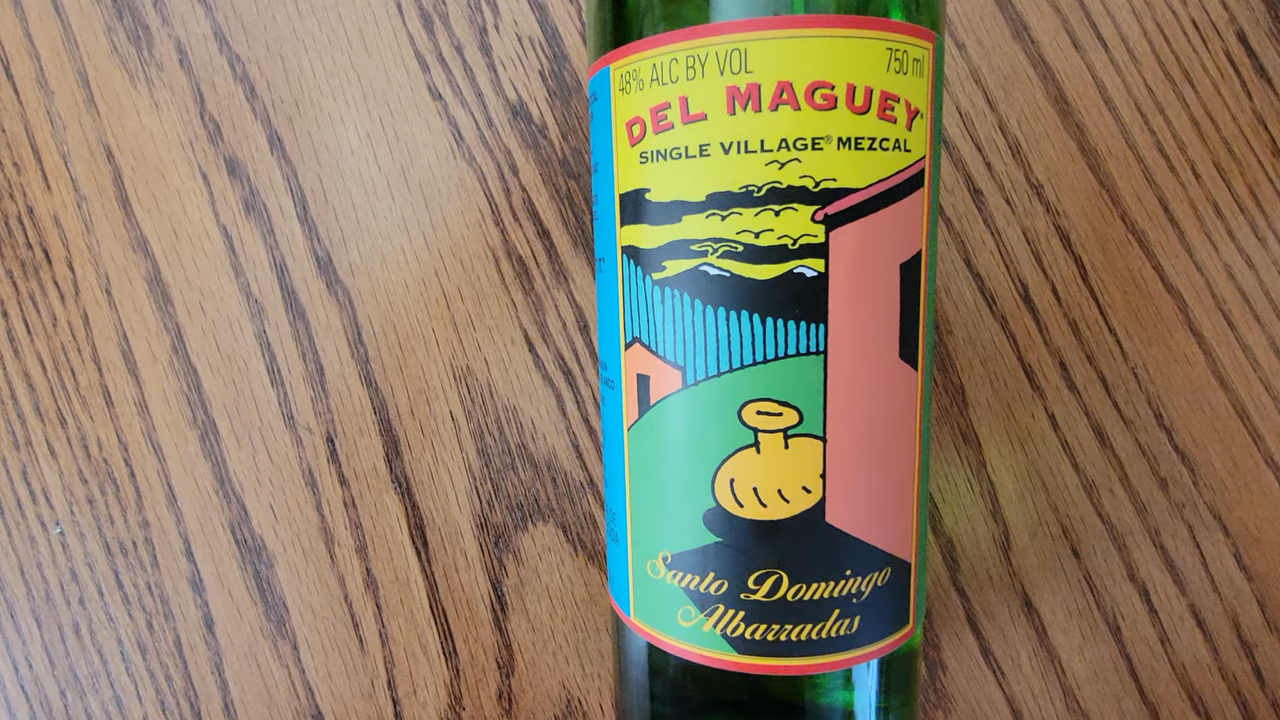 48% ALC BY VOL 750 ml
DEL MAGUEY
SINGLE VILLAGE® MEZCAL
Santo Domingo
Albarradas